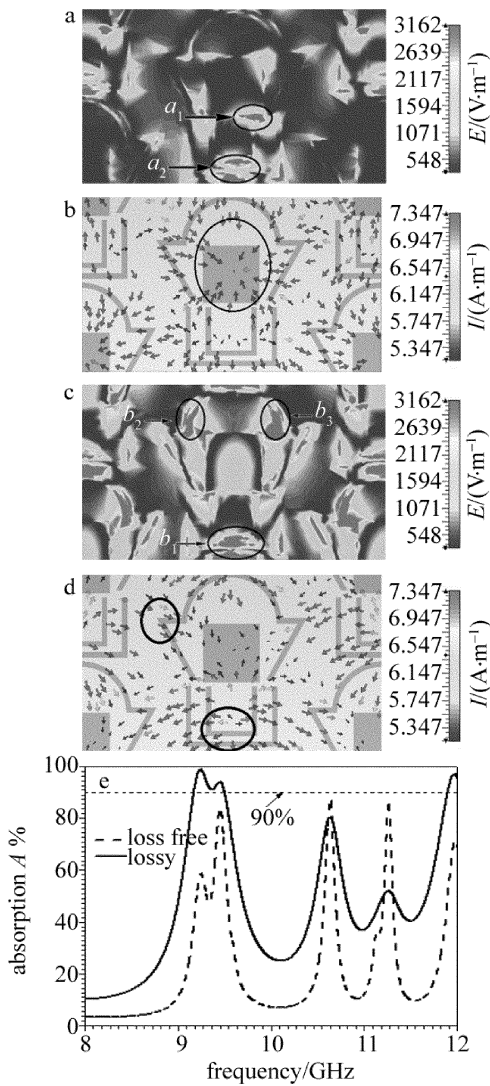 a
a1
a2
3162
2639
2117
1594
1071
548
E/(V·m⁻¹)
b
7.347
6.947
6.547
6.147
5.747
5.347
I/(A·m⁻¹)
c
b2
b3
b1
3162
2639
2117
1594
1071
548
E/(V·m⁻¹)
d
7.347
6.947
6.547
6.147
5.747
5.347
I/(A·m⁻¹)
e
100
80
60
40
20
0
absorption A %
90%
loss free
lossy
8 9 10 11 12
frequency/GHz